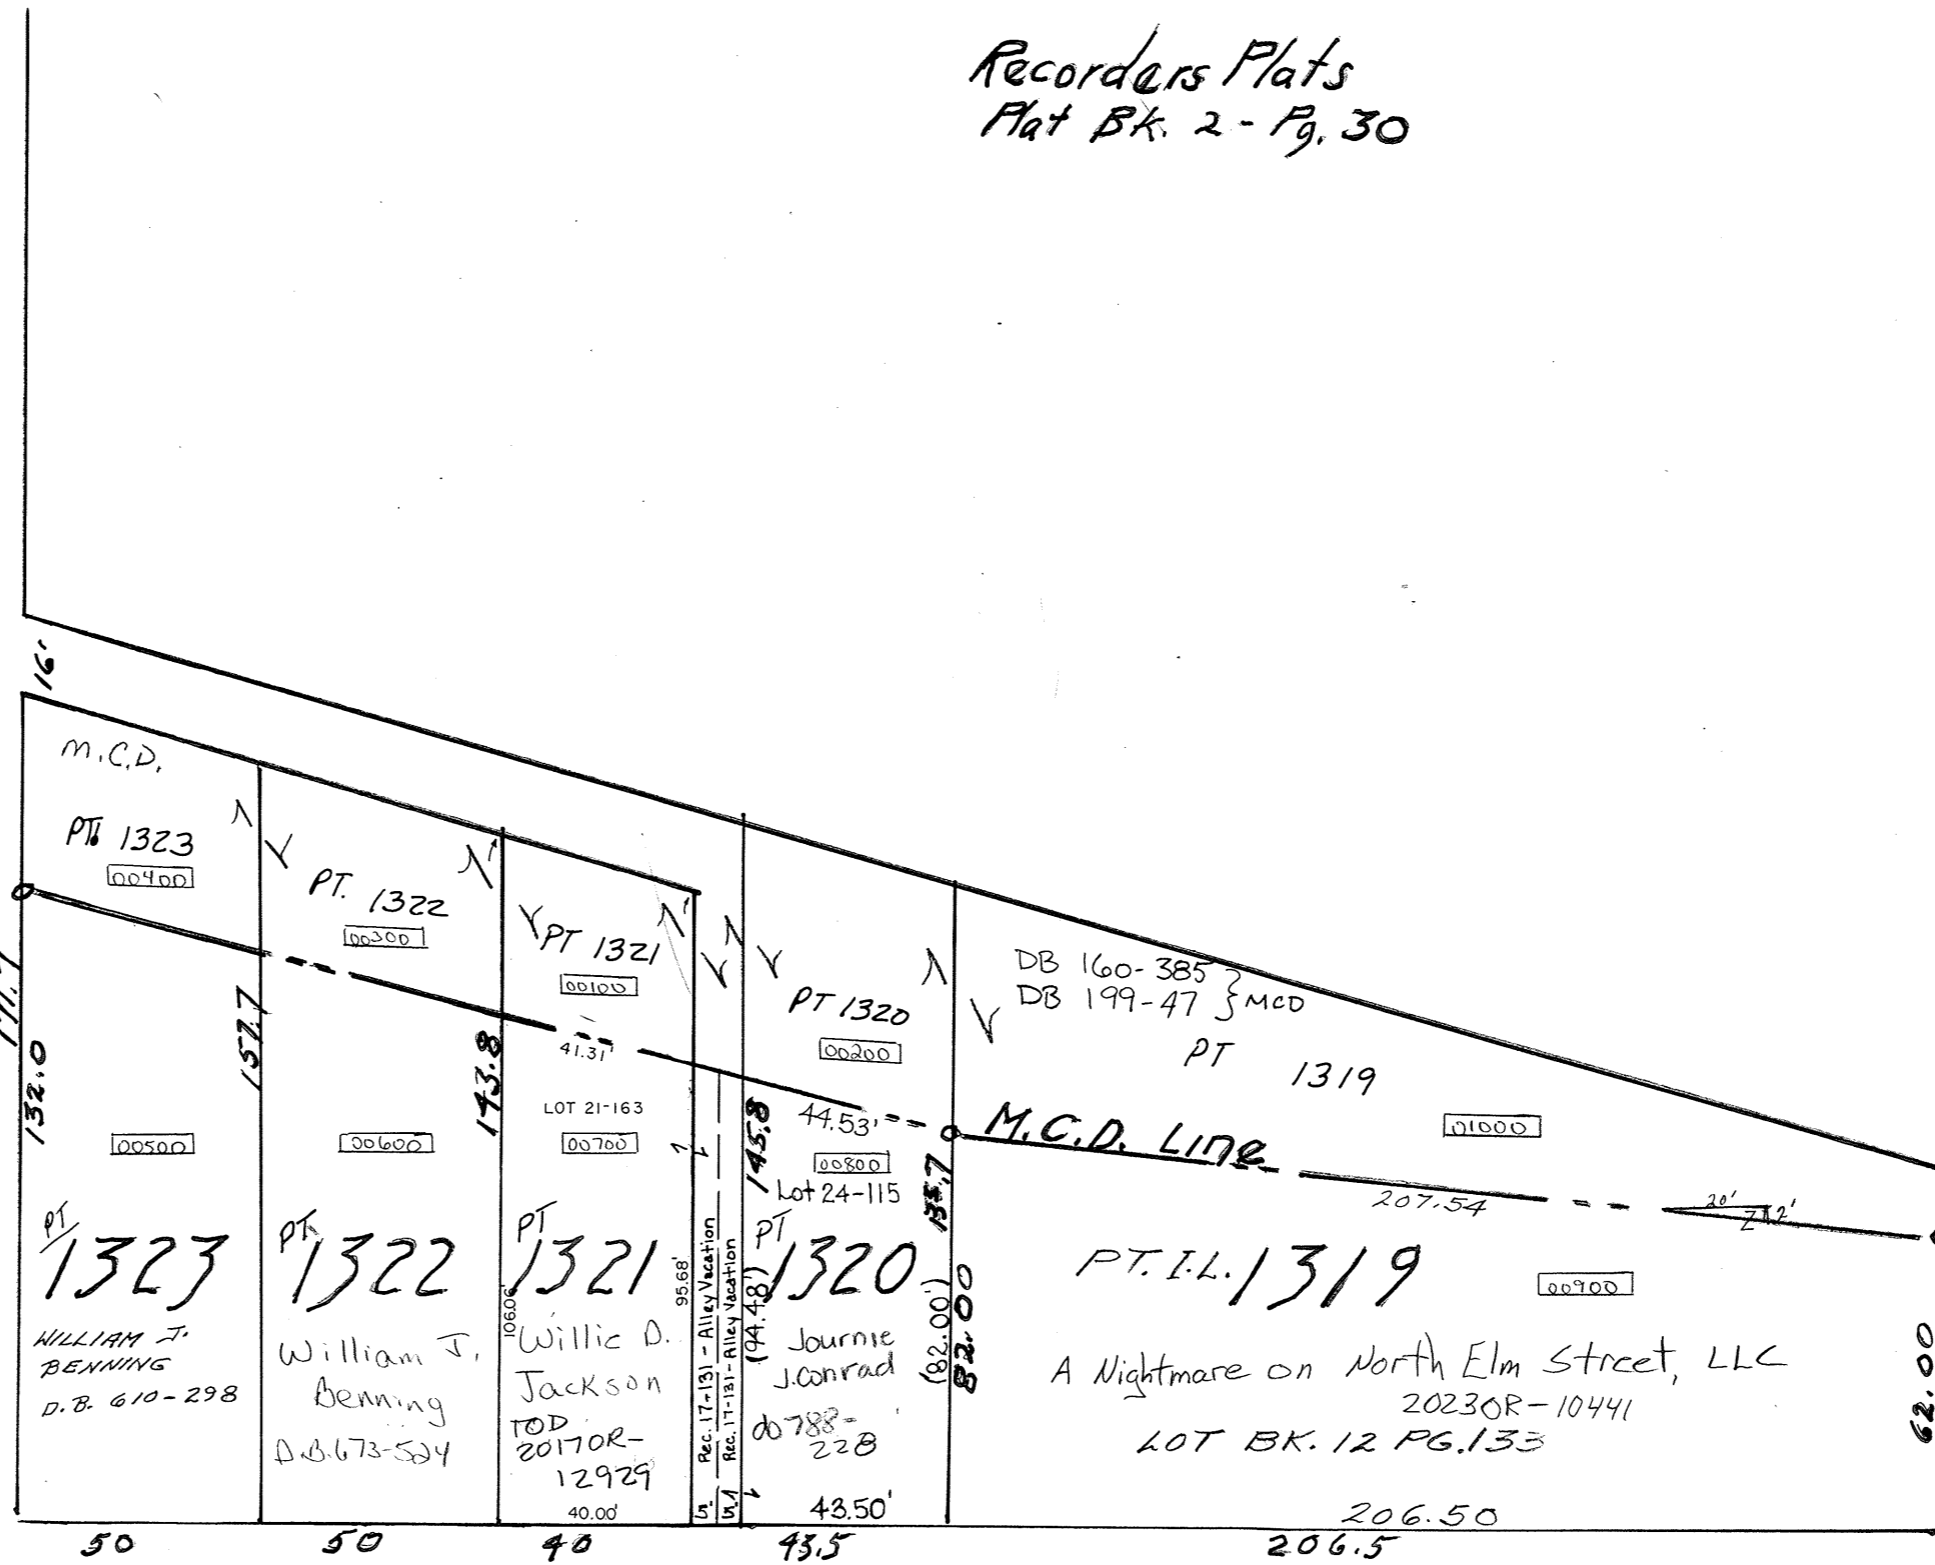 Recorders Plats
Plat Bk. 2 - Pg. 30
16'
M.C.D.
PT. 1323
00400
PT. 1322
00300
PT 1321
00100
PT 1320
00200
DB 160-385 } MCD
DB 199-47
PT 1319
01000
132.0
157.7
143.8
41.31'
145.8
44.53'
135.7
M.C.D. Line
207.54
20'
2'
00500
00600
LOT 21-163
00700
00800
Lot 24-115
00900
PT 1323
PT 1322
PT 1321
PT 1320
PT. I.L. 1319
106.06'
95.68'
Rec. 17-131 - Alley Vacation
Rec. 17-131 - Alley Vacation
(94.48')
(82.00')
82.00
62.00
WILLIAM J.
BENNING
D.B. 610-298
William J.
Benning
D.B. 673-524
Willie D.
Jackson
TOD
2017OR-
12929
Journie
J. Conrad
do 788-
228
A Nightmare on North Elm Street, LLC
2023OR-10441
LOT BK. 12 PG. 133
40.00'
43.50'
206.50
50
50
40
43.5
206.5